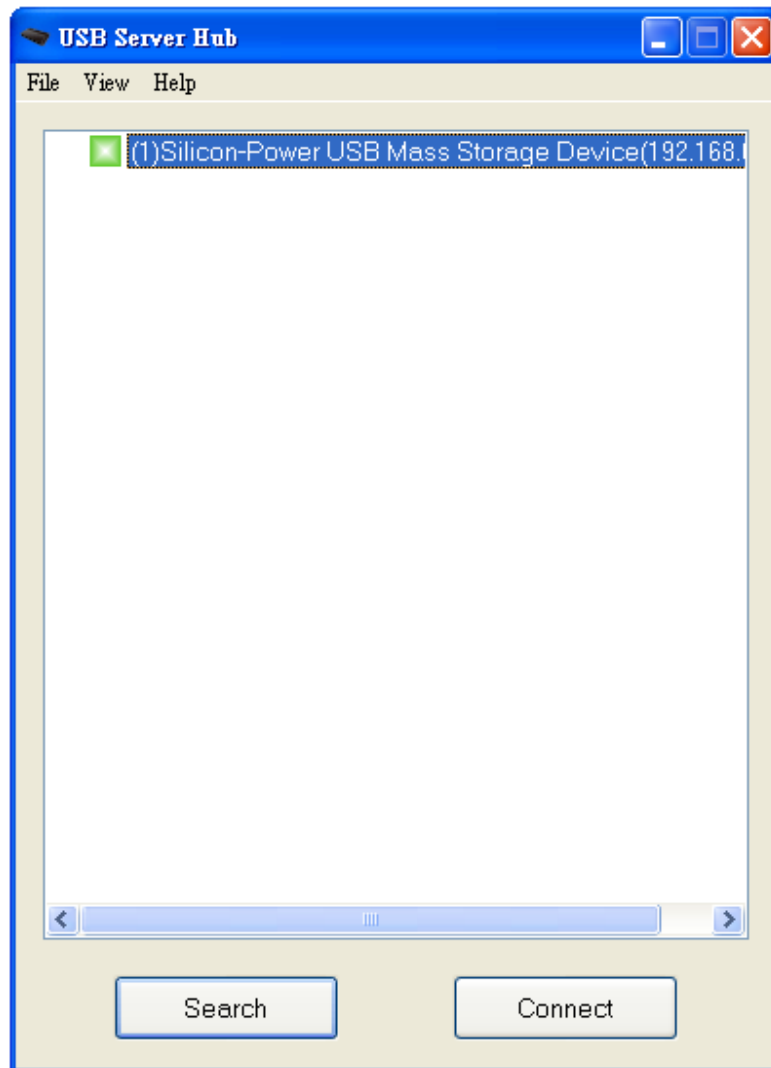 USB Server Hub
File View Help
(1)Silicon-Power USB Mass Storage Device(192.168.
Search
Connect